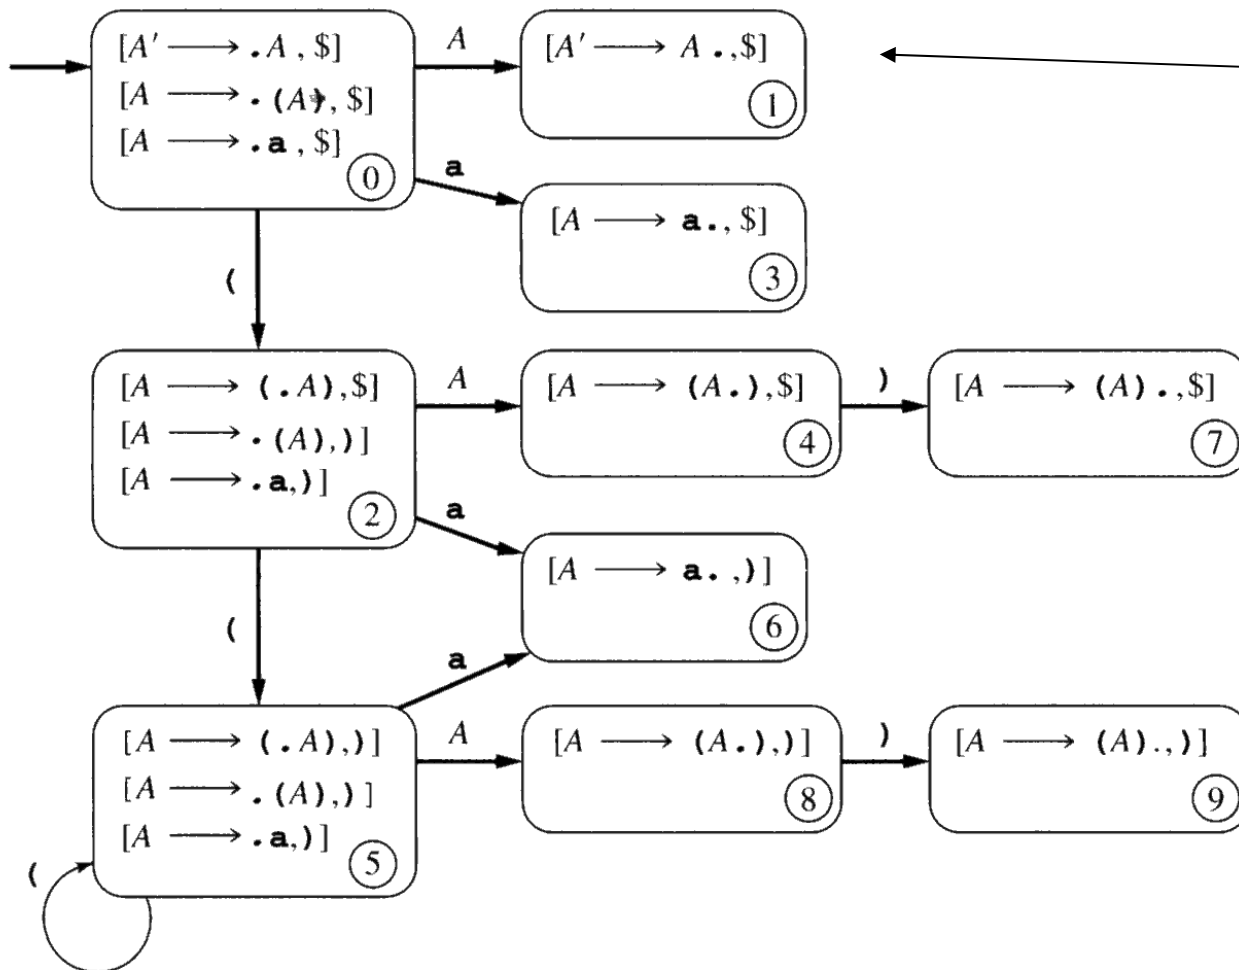 [A′ ⟶ .A , $]
[A ⟶ .(A), $]
[A ⟶ .a , $]
0
A
[A′ ⟶ A .,$]
1
a
[A ⟶ a., $]
3
(
[A ⟶ (.A),$]
[A ⟶ .(A),)]
[A ⟶ .a,)]
2
A
[A ⟶ (A.),$]
4
)
[A ⟶ (A).,$]
7
a
[A ⟶ a. ,)]
6
(
a
[A ⟶ (.A),)]
[A ⟶ .(A),)]
[A ⟶ .a,)]
5
A
[A ⟶ (A.),)]
8
)
[A ⟶ (A).,)]
9
(